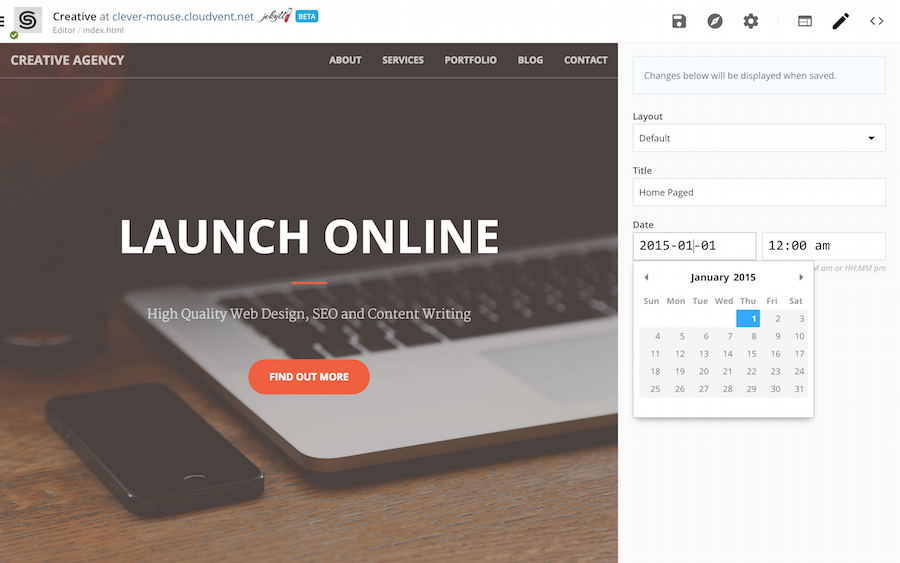 Creative at clever-mouse.cloudvent.net jekyll BETA
Editor / index.html
CREATIVE AGENCY ABOUT SERVICES PORTFOLIO BLOG CONTACT
LAUNCH ONLINE
High Quality Web Design, SEO and Content Writing
FIND OUT MORE
Changes below will be displayed when saved.
Layout
Default
Title
Home Paged
Date
2015-01-01 12:00 am
am or HH:MM pm
January 2015
Sun Mon Tue Wed Thu Fri Sat
1 2 3
4 5 6 7 8 9 10
11 12 13 14 15 16 17
18 19 20 21 22 23 24
25 26 27 28 29 30 31